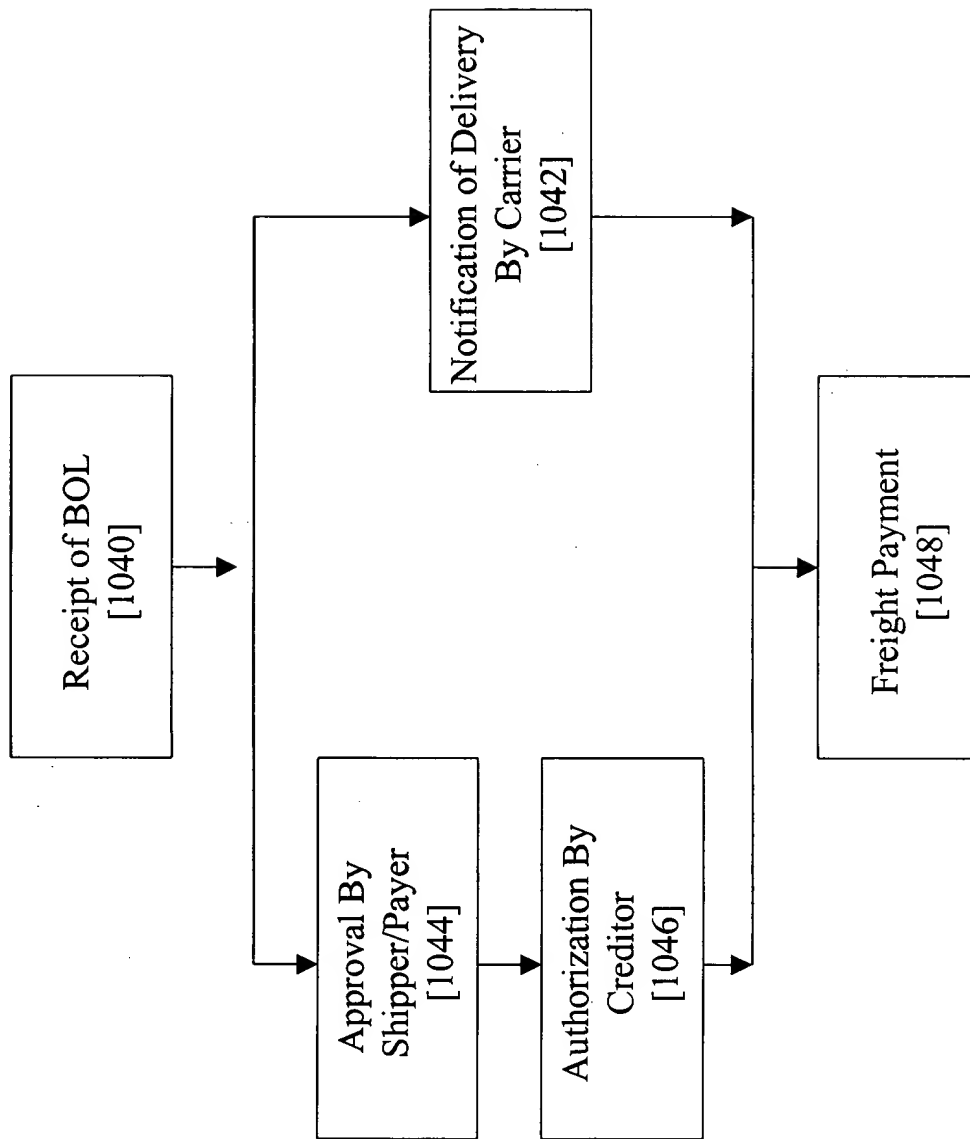 Receipt of BOL
[1040]
Approval By
Shipper/Payer
[1044]
Authorization By
Creditor
[1046]
Notification of Delivery
By Carrier
[1042]
Freight Payment
[1048]